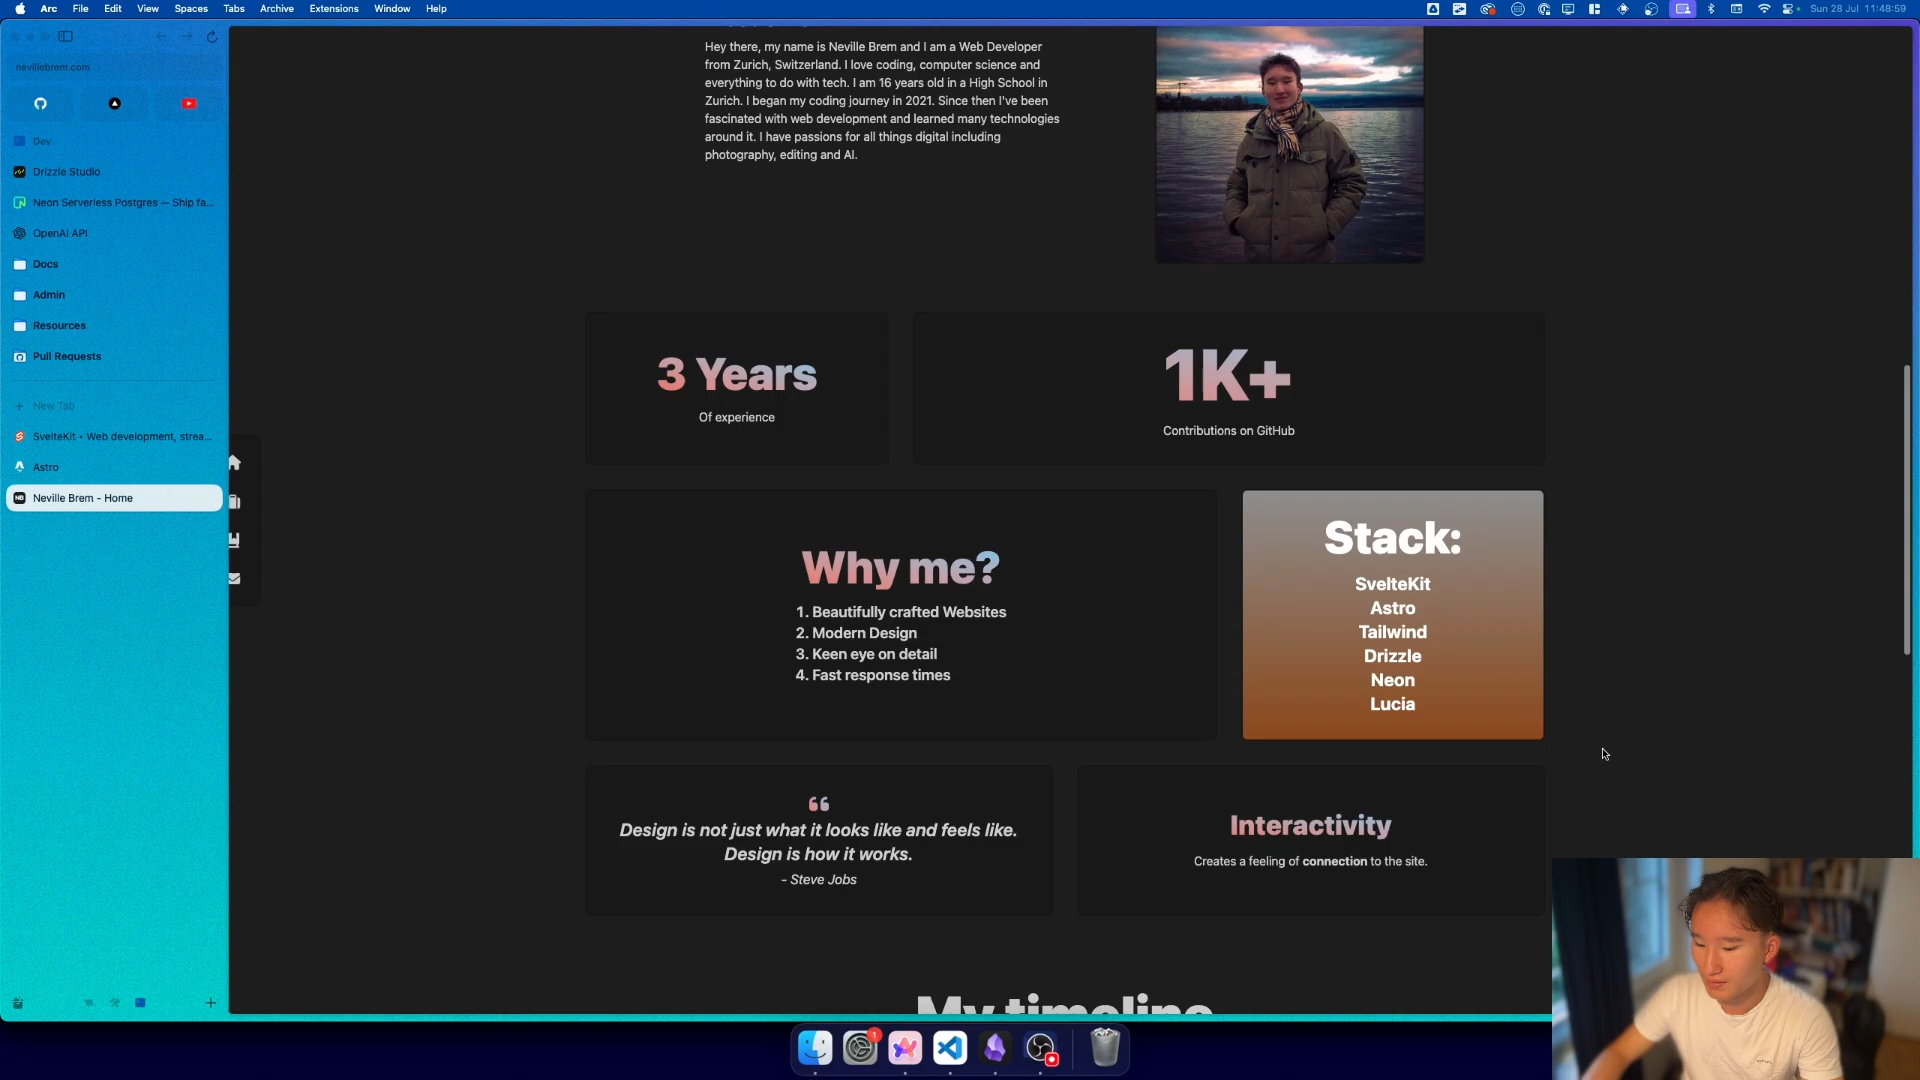 Arc File Edit View Spaces Tabs Archive Extensions Window Help
Sun 28 Jul 11:48:59
nevillebrem.com
Dev
Drizzle Studio
Neon Serverless Postgres — Ship fa...
OpenAI API
Docs
Admin
Resources
Pull Requests
New Tab
SvelteKit • Web development, strea...
Astro
NB Neville Brem - Home
Hey there, my name is Neville Brem and I am a Web Developer
from Zurich, Switzerland. I love coding, computer science and
everything to do with tech. I am 16 years old in a High School in
Zurich. I began my coding journey in 2021. Since then I've been
fascinated with web development and learned many technologies
around it. I have passions for all things digital including
photography, editing and AI.
3 Years
Of experience
1K+
Contributions on GitHub
Why me?
1. Beautifully crafted Websites
2. Modern Design
3. Keen eye on detail
4. Fast response times
Stack:
SvelteKit
Astro
Tailwind
Drizzle
Neon
Lucia
“
Design is not just what it looks like and feels like.
Design is how it works.
- Steve Jobs
Interactivity
Creates a feeling of connection to the site.
My timeline
1